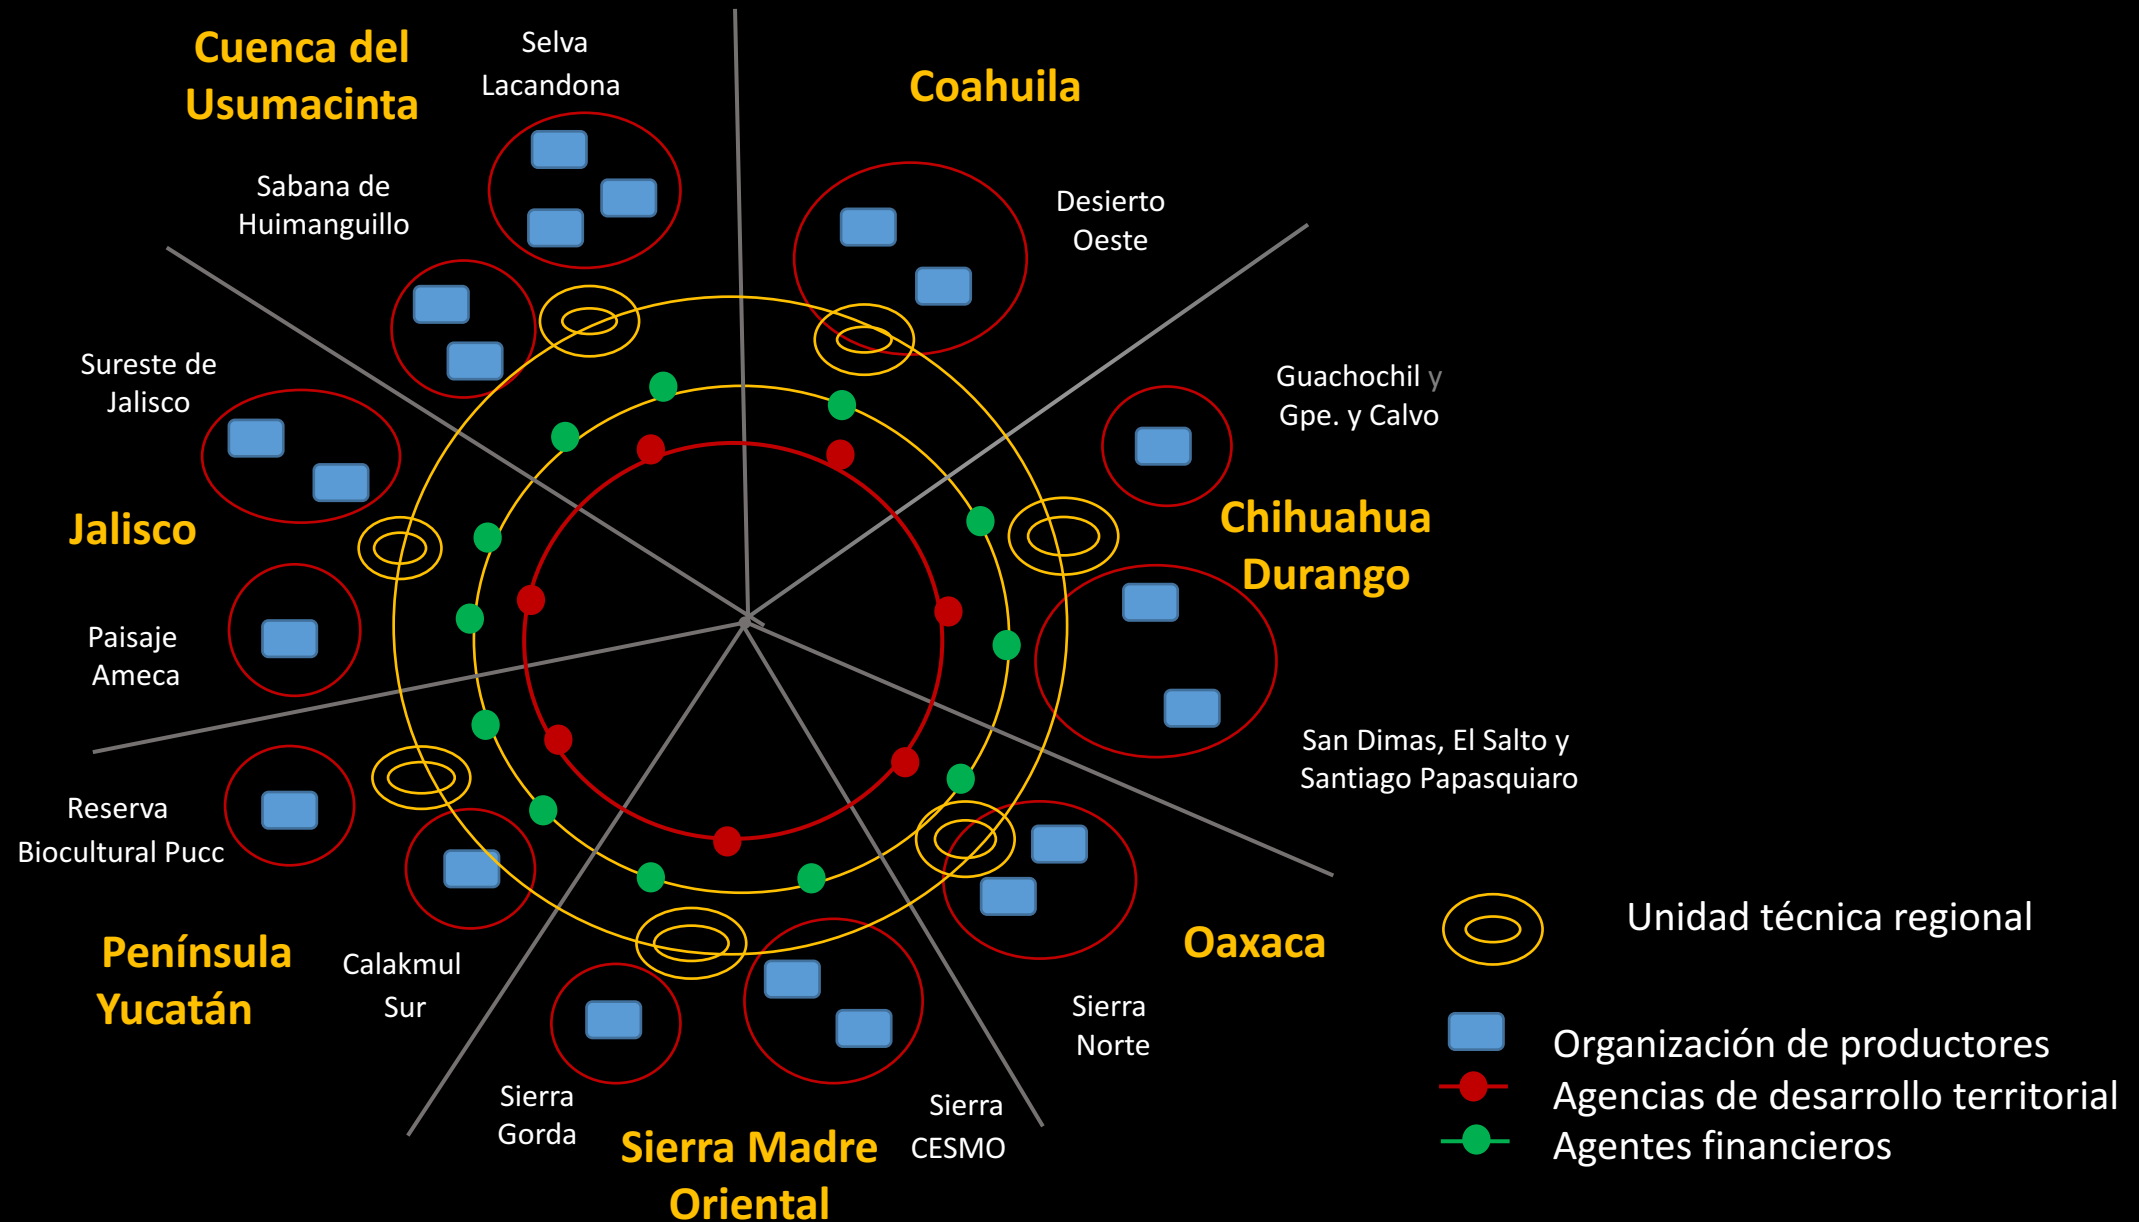 Cuenca del
Usumacinta
Selva
Lacandona
Sabana de
Huimanguillo
Coahuila
Desierto
Oeste
Guachochil y
Gpe. y Calvo
Chihuahua
Durango
San Dimas, El Salto y
Santiago Papasquiaro
Sureste de
Jalisco
Jalisco
Paisaje
Ameca
Reserva
Biocultural Pucc
Península
Yucatán
Calakmul
Sur
Sierra
Gorda
Sierra Madre
Oriental
Sierra
CESMO
Sierra
Norte
Oaxaca
Unidad técnica regional
Organización de productores
Agencias de desarrollo territorial
Agentes financieros